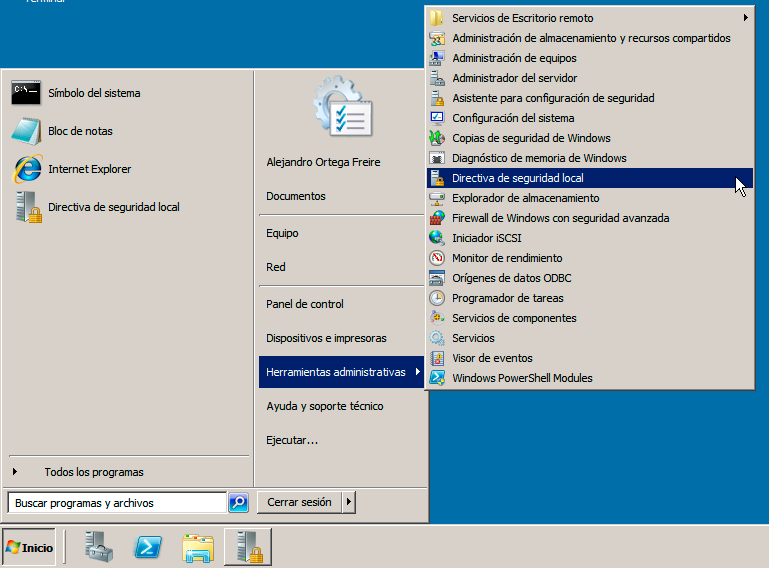 Terminal
Símbolo del sistema
Bloc de notas
Internet Explorer
Directiva de seguridad local
Todos los programas
Buscar programas y archivos
Alejandro Ortega Freire
Documentos
Equipo
Red
Panel de control
Dispositivos e impresoras
Herramientas administrativas
Ayuda y soporte técnico
Ejecutar...
Cerrar sesión
Servicios de Escritorio remoto
Administración de almacenamiento y recursos compartidos
Administración de equipos
Administrador del servidor
Asistente para configuración de seguridad
Configuración del sistema
Copias de seguridad de Windows
Diagnóstico de memoria de Windows
Directiva de seguridad local
Explorador de almacenamiento
Firewall de Windows con seguridad avanzada
Iniciador iSCSI
Monitor de rendimiento
Orígenes de datos ODBC
Programador de tareas
Servicios de componentes
Servicios
Visor de eventos
Windows PowerShell Modules
Inicio